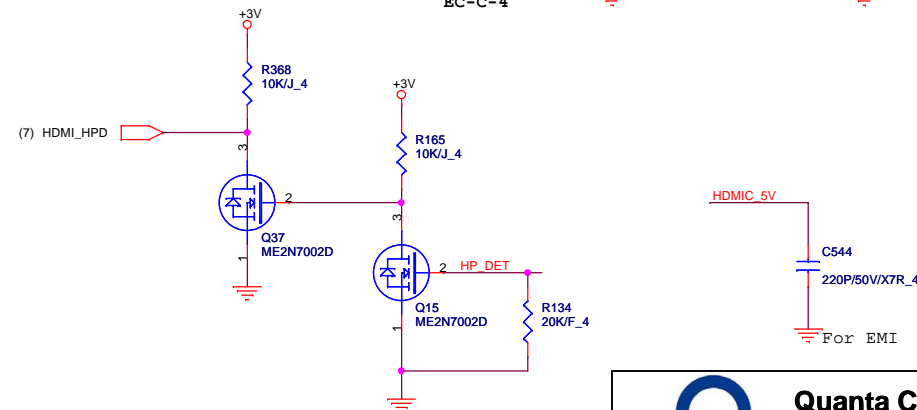 EC-C-4
+3V
R368
10K/J_4
+3V
(7) HDMI_HPD
R165
10K/J_4
3
2
HDMIC_5V
3
Q37
ME2N7002D
C544
220P/50V/X7R_4
2
HP_DET
1
Q15
ME2N7002D
R134
20K/F_4
1
For EMI
Quanta C